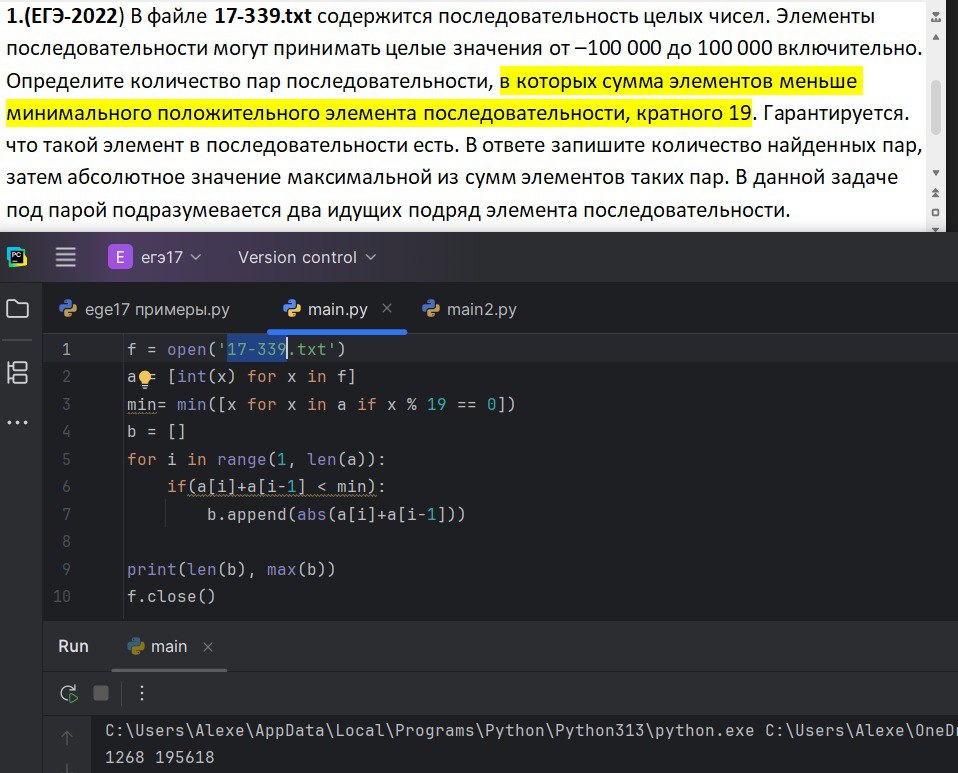 1.(ЕГЭ-2022) В файле 17-339.txt содержится последовательность целых чисел. Элементы
последовательности могут принимать целые значения от –100 000 до 100 000 включительно.
Определите количество пар последовательности, в которых сумма элементов меньше
минимального положительного элемента последовательности, кратного 19. Гарантируется.
что такой элемент в последовательности есть. В ответе запишите количество найденных пар,
затем абсолютное значение максимальной из сумм элементов таких пар. В данной задаче
под парой подразумевается два идущих подряд элемента последовательности.
PC E егэ17 Version control
ege17 примеры.py main.py main2.py
1 f = open('17-339.txt')
2 a = [int(x) for x in f]
3 min= min([x for x in a if x % 19 == 0])
4 b = []
5 for i in range(1, len(a)):
6 if(a[i]+a[i-1] < min):
7 b.append(abs(a[i]+a[i-1]))
8
9 print(len(b), max(b))
10 f.close()
Run main
C:\Users\Alexe\AppData\Local\Programs\Python\Python313\python.exe C:\Users\Alexe\OneDr
1268 195618